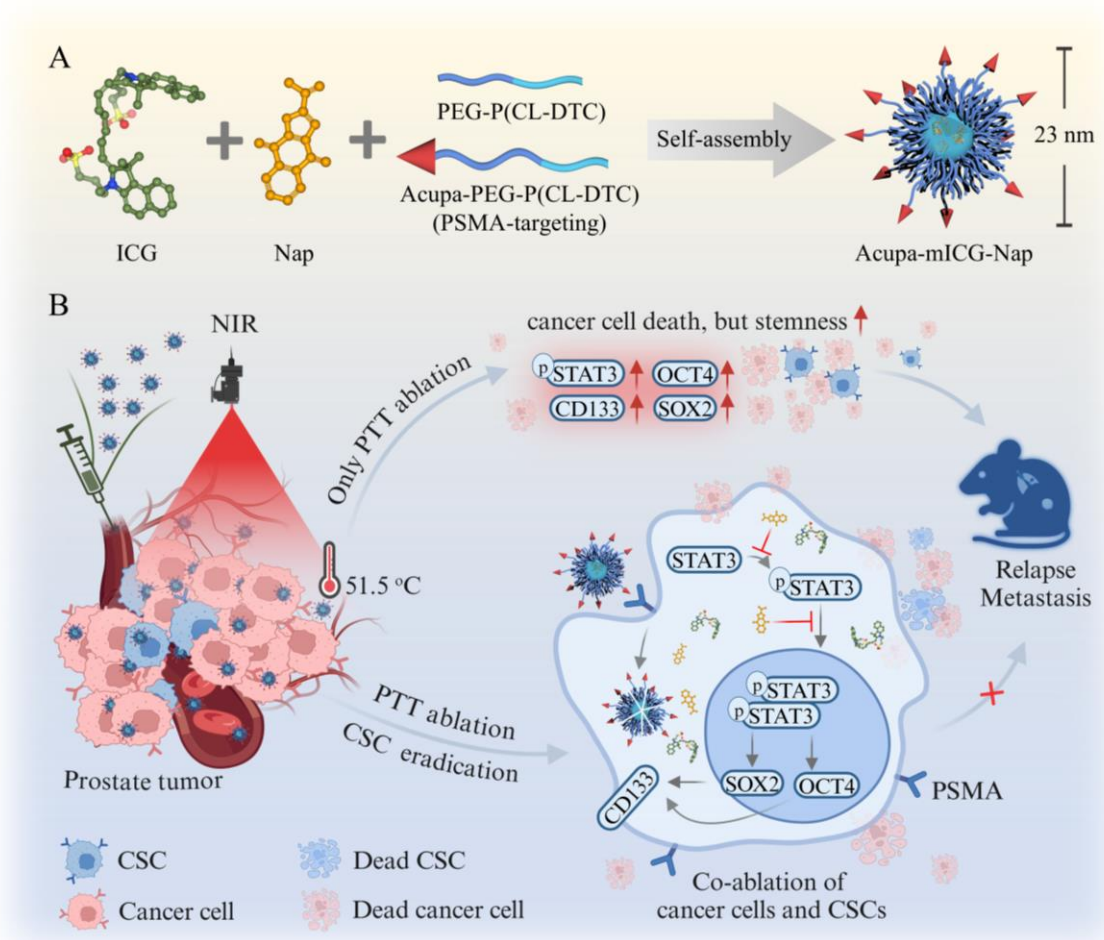 A
ICG
Nap
PEG-P(CL-DTC)
Acupa-PEG-P(CL-DTC)
(PSMA-targeting)
Self-assembly
23 nm
Acupa-mICG-Nap
B
NIR
51.5 °C
Prostate tumor
Only PTT ablation
cancer cell death, but stemness
p STAT3
OCT4
CD133
SOX2
Relapse
Metastasis
PTT ablation
CSC eradication
STAT3
p STAT3
p STAT3
p STAT3
SOX2
OCT4
CD133
PSMA
Co-ablation of
cancer cells and CSCs
CSC
Dead CSC
Cancer cell
Dead cancer cell